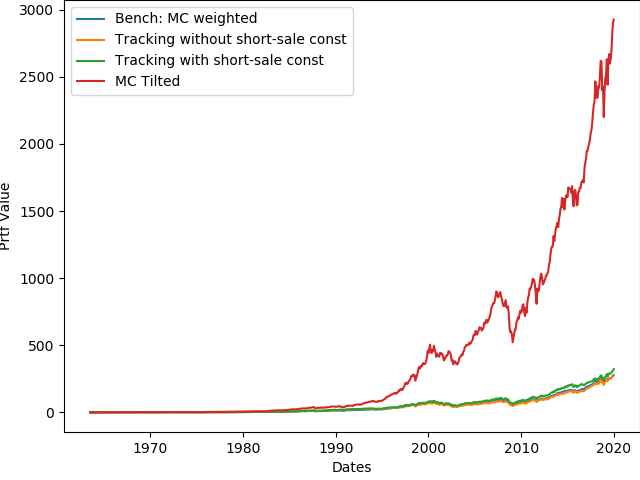 Bench: MC weighted
Tracking without short-sale const
Tracking with short-sale const
MC Tilted
3000
2500
2000
1500
1000
500
0
Prtf Value
1970 1980 1990 2000 2010 2020
Dates